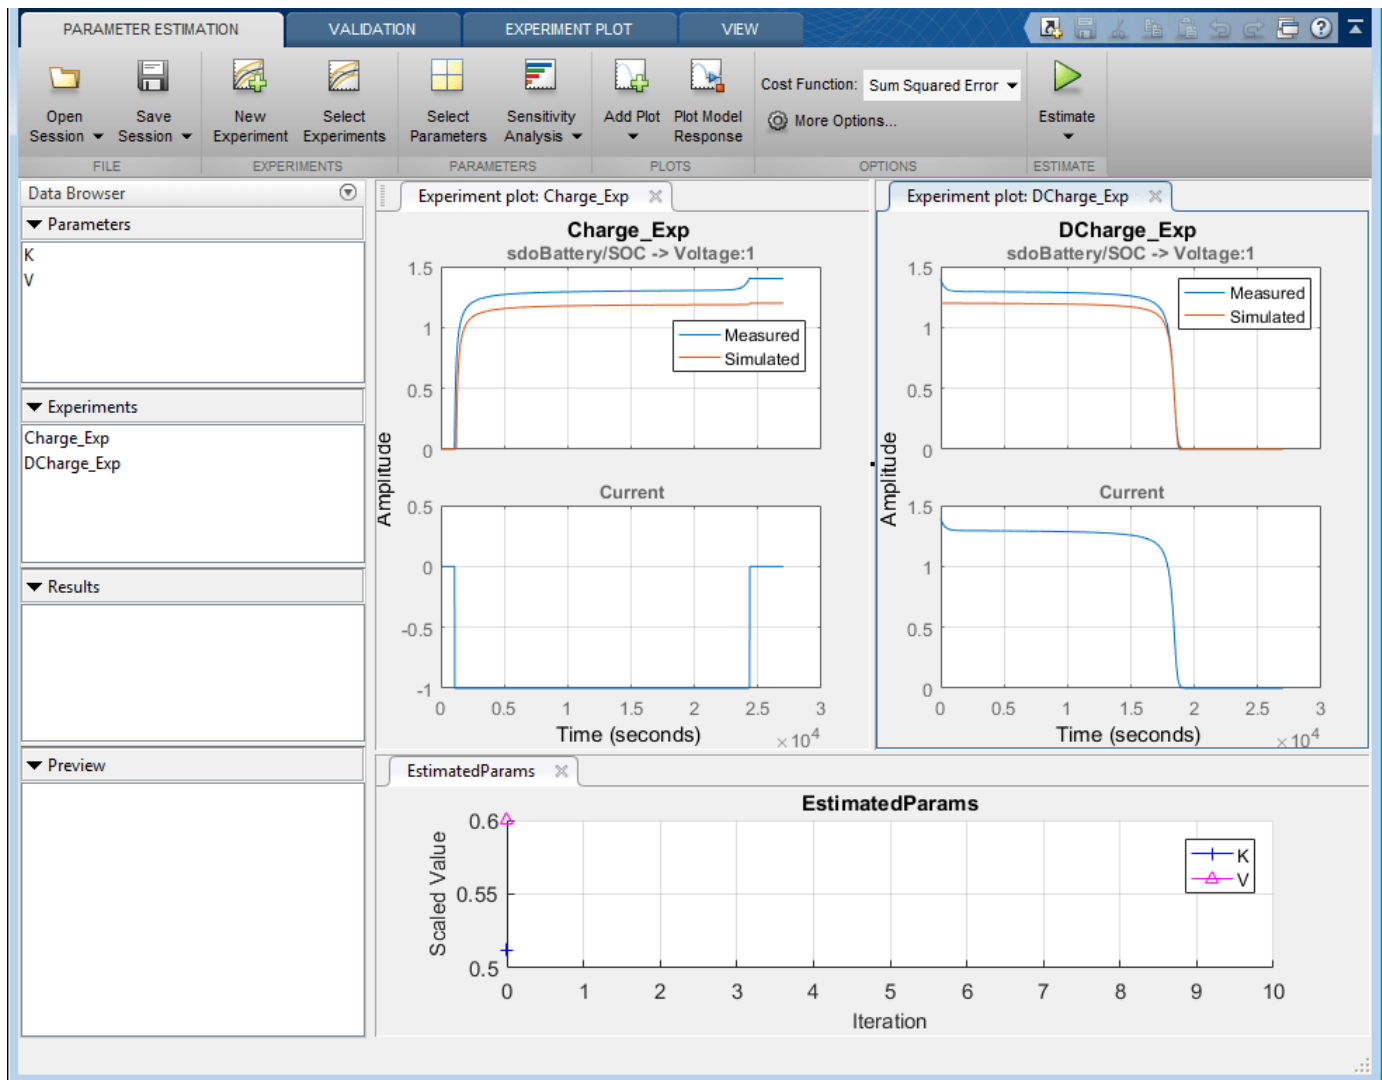 PARAMETER ESTIMATION
VALIDATION
EXPERIMENT PLOT
VIEW
Open Session
Save Session
New Experiment
Select Experiments
Select Parameters
Sensitivity Analysis
Add Plot
Plot Model Response
Cost Function: Sum Squared Error
More Options...
Estimate
FILE
EXPERIMENTS
PARAMETERS
PLOTS
OPTIONS
ESTIMATE
Data Browser
Parameters
K
V
Experiments
Charge_Exp
DCharge_Exp
Results
Preview
Experiment plot: Charge_Exp
Charge_Exp
sdoBattery/SOC -> Voltage:1
1.5
1
0.5
0
Measured
Simulated
Amplitude
Current
0.5
0
-0.5
-1
0 0.5 1 1.5 2 2.5 3
Time (seconds)
×10^4
Experiment plot: DCharge_Exp
DCharge_Exp
sdoBattery/SOC -> Voltage:1
1.5
1
0.5
0
Measured
Simulated
Amplitude
Current
1.5
1
0.5
0
0 0.5 1 1.5 2 2.5 3
Time (seconds)
×10^4
EstimatedParams
EstimatedParams
Scaled Value
0.6
0.55
0.5
K
V
0 1 2 3 4 5 6 7 8 9 10
Iteration